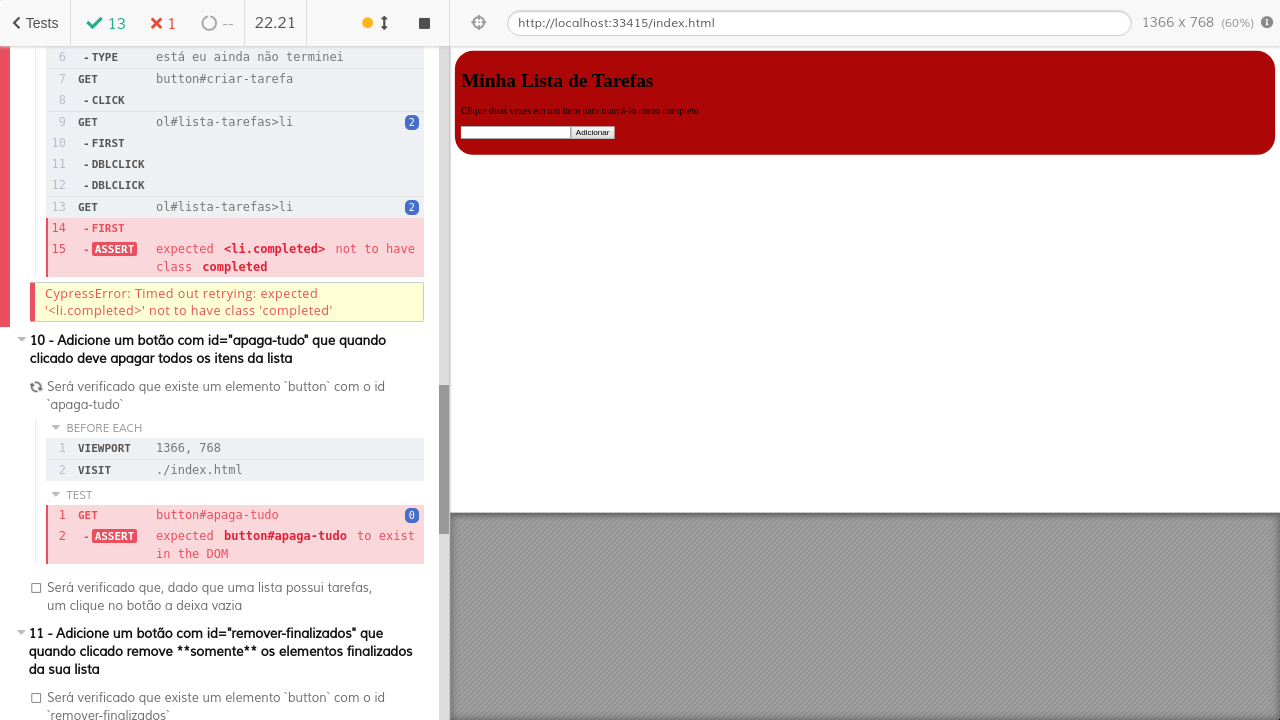 Tests 13 1 -- 22.21 http://localhost:33415/index.html 1366 x 768 (60%)
6 - TYPE está eu ainda não terminei
7 GET button#criar-tarefa
8 - CLICK
9 GET ol#lista-tarefas>li 2
10 - FIRST
11 - DBLCLICK
12 - DBLCLICK
13 GET ol#lista-tarefas>li 2
14 - FIRST
15 - ASSERT expected <li.completed> not to have
class completed
CypressError: Timed out retrying: expected
'<li.completed>' not to have class 'completed'
10 - Adicione um botão com id="apaga-tudo" que quando
clicado deve apagar todos os itens da lista
Será verificado que existe um elemento `button` com o id
`apaga-tudo`
BEFORE EACH
1 VIEWPORT 1366, 768
2 VISIT ./index.html
TEST
1 GET button#apaga-tudo 0
2 - ASSERT expected button#apaga-tudo to exist
in the DOM
Será verificado que, dado que uma lista possui tarefas,
um clique no botão a deixa vazia
11 - Adicione um botão com id="remover-finalizados" que
quando clicado remove **somente** os elementos finalizados
da sua lista
Será verificado que existe um elemento `button` com o id
`remover-finalizados`
Minha Lista de Tarefas
Clique duas vezes em um item para marcá-lo como completo
Adicionar